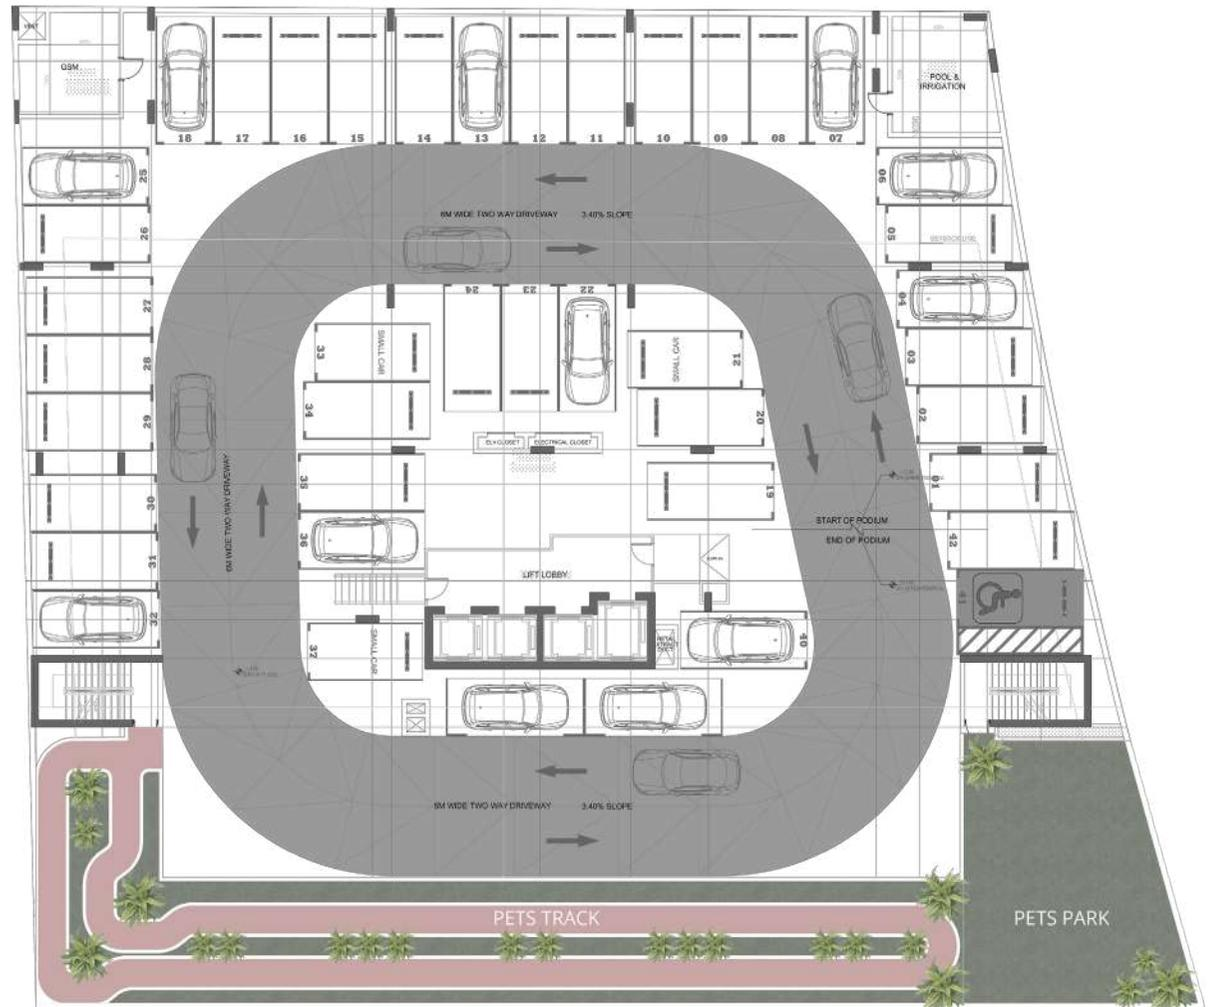 VENT
GSM
POOL &
IRRIGATION
18
17
16
15
14
13
12
11
10
09
08
07
25
06
26
05
6M WIDE TWO WAY DRIVEWAY
3.40% SLOPE
27
04
24
23
22
28
33
SMALL CAR
SMALL CAR
21
03
29
34
20
02
ELV CLOSET
ELECTRICAL CLOSET
30
35
19
01
6M WIDE TWO WAY DRIVEWAY
START OF PODIUM
END OF PODIUM
31
36
42
LIFT LOBBY
32
41
37
SMALL CAR
40
6M WIDE TWO WAY DRIVEWAY
3.40% SLOPE
PETS TRACK
PETS PARK